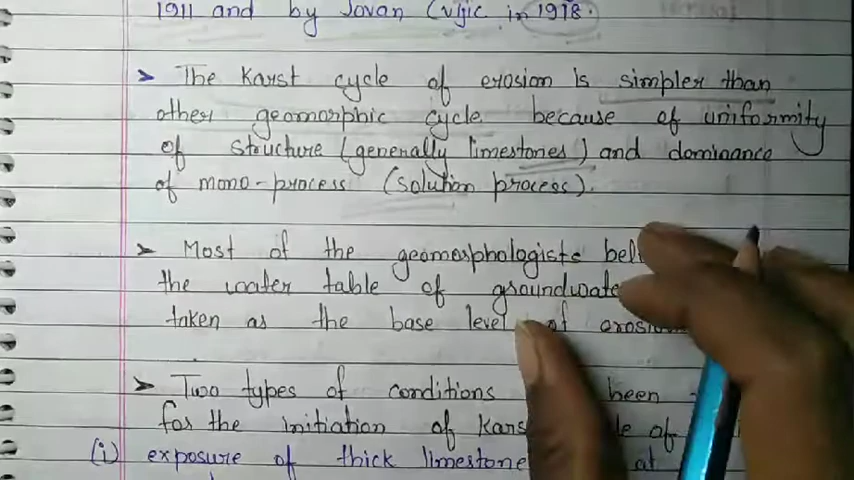 1911 and by Jovan Cvijic in 1918.
➤ The Karst cycle of erosion is simpler than
other geomorphic cycle because of uniformity
of structure (generally limestones) and dominance
of mono-process (solution process).
➤ Most of the geomorphologists
the water table of
taken as the base level of
➤ Two types of conditions been
for the initiation of of
(i) exposure of thick limestone at